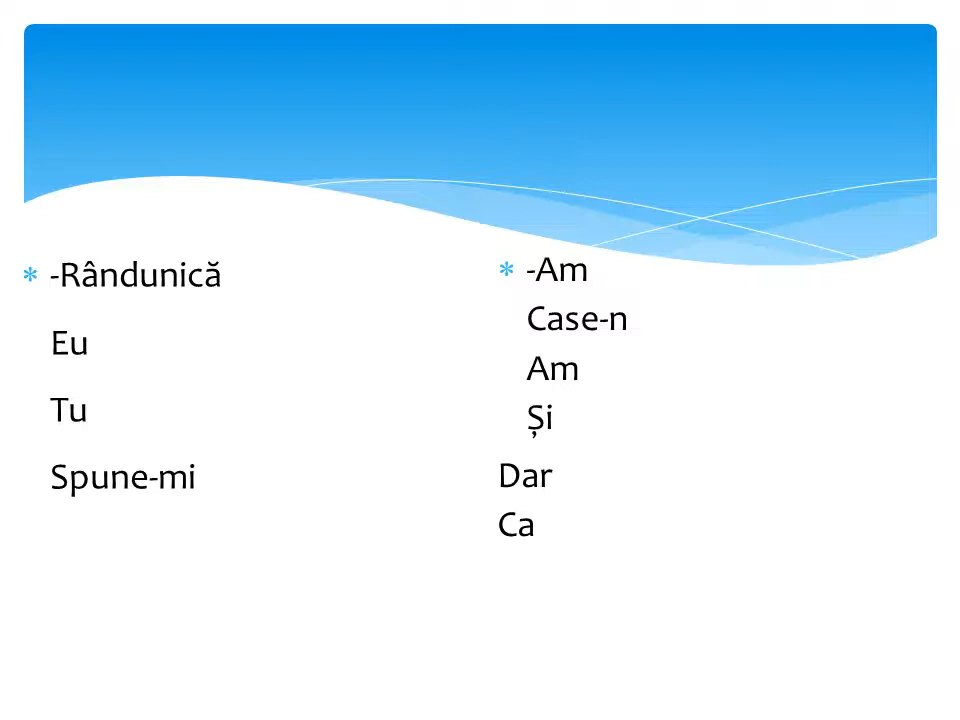 -Rândunică
Eu
Tu
Spune-mi
-Am
Case-n
Am
Și
Dar
Ca